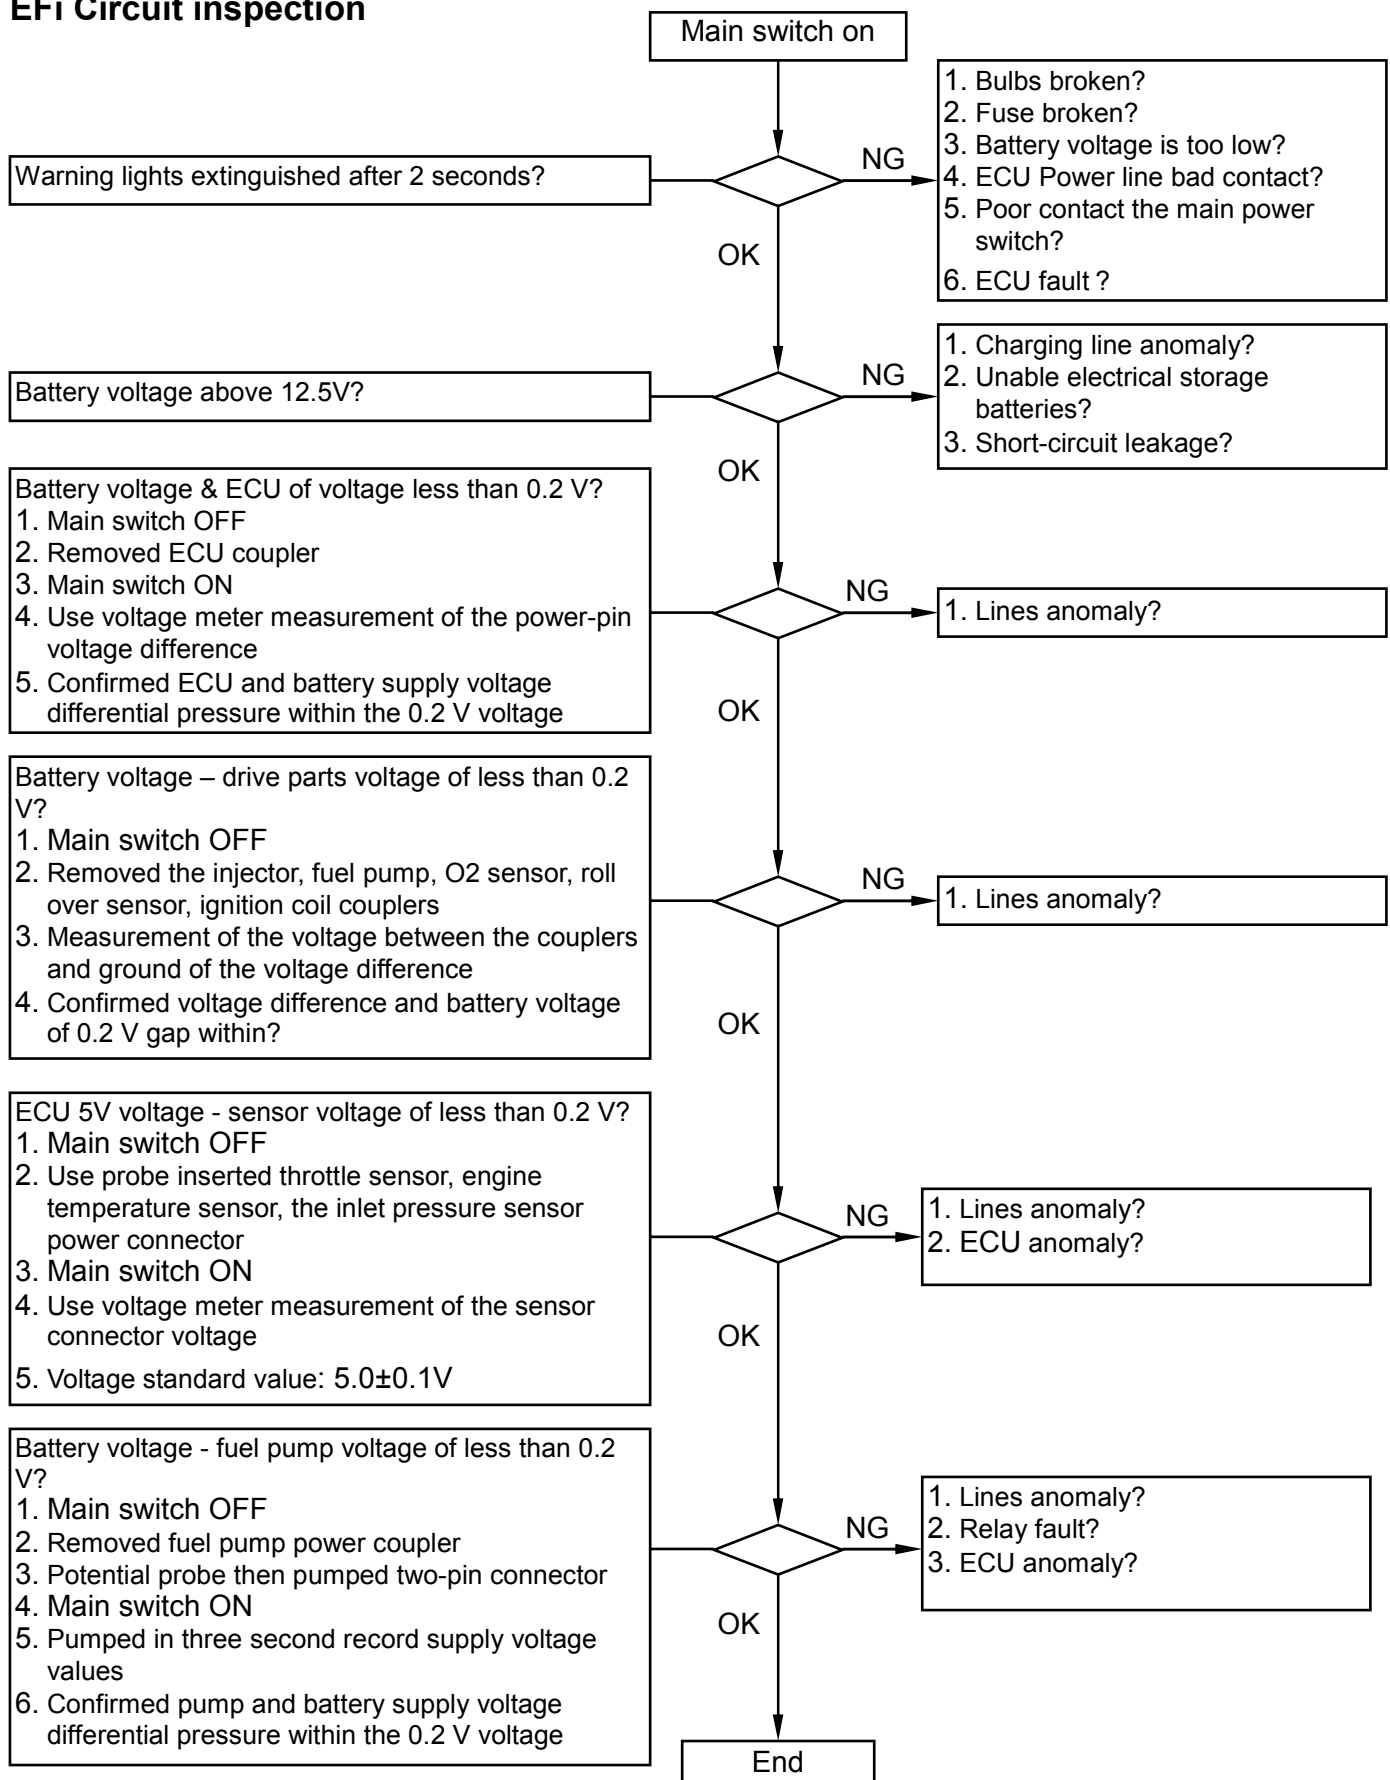 EFi Circuit inspection
Main switch on
Warning lights extinguished after 2 seconds?
NG
1. Bulbs broken?
2. Fuse broken?
3. Battery voltage is too low?
4. ECU Power line bad contact?
5. Poor contact the main power
switch?
6. ECU fault ?
OK
Battery voltage above 12.5V?
NG
1. Charging line anomaly?
2. Unable electrical storage
batteries?
3. Short-circuit leakage?
OK
Battery voltage & ECU of voltage less than 0.2 V?
1. Main switch OFF
2. Removed ECU coupler
3. Main switch ON
4. Use voltage meter measurement of the power-pin
voltage difference
5. Confirmed ECU and battery supply voltage
differential pressure within the 0.2 V voltage
NG
1. Lines anomaly?
OK
Battery voltage – drive parts voltage of less than 0.2
V?
1. Main switch OFF
2. Removed the injector, fuel pump, O2 sensor, roll
over sensor, ignition coil couplers
3. Measurement of the voltage between the couplers
and ground of the voltage difference
4. Confirmed voltage difference and battery voltage
of 0.2 V gap within?
NG
1. Lines anomaly?
OK
ECU 5V voltage - sensor voltage of less than 0.2 V?
1. Main switch OFF
2. Use probe inserted throttle sensor, engine
temperature sensor, the inlet pressure sensor
power connector
3. Main switch ON
4. Use voltage meter measurement of the sensor
connector voltage
5. Voltage standard value: 5.0±0.1V
NG
1. Lines anomaly?
2. ECU anomaly?
OK
Battery voltage - fuel pump voltage of less than 0.2
V?
1. Main switch OFF
2. Removed fuel pump power coupler
3. Potential probe then pumped two-pin connector
4. Main switch ON
5. Pumped in three second record supply voltage
values
6. Confirmed pump and battery supply voltage
differential pressure within the 0.2 V voltage
NG
1. Lines anomaly?
2. Relay fault?
3. ECU anomaly?
OK
End